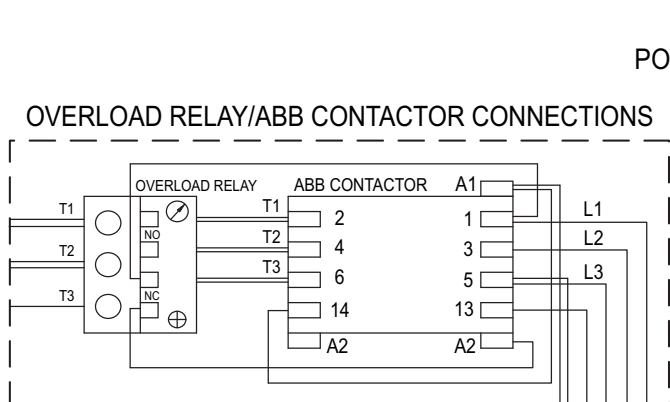 PO
OVERLOAD RELAY/ABB CONTACTOR CONNECTIONS
OVERLOAD RELAY
ABB CONTACTOR
A1
T1
T1
2
1
L1
NO
T2
T2
4
3
L2
T3
T3
6
5
L3
NC
14
13
A2
A2